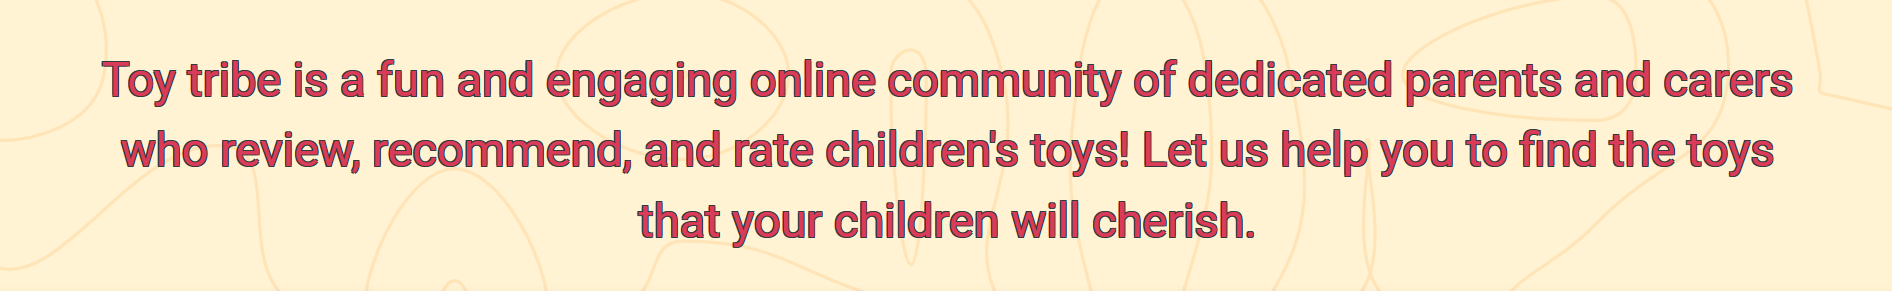 Toy tribe is a fun and engaging online community of dedicated parents and carers
who review, recommend, and rate children's toys! Let us help you to find the toys
that your children will cherish.